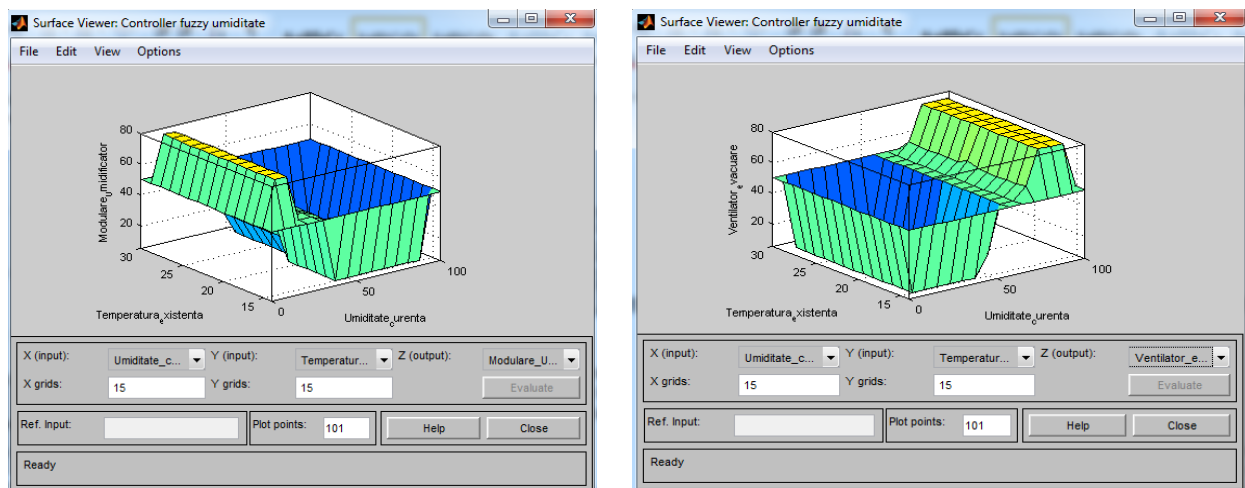 Surface Viewer: Controller fuzzy umiditate
File Edit View Options
80
60
40
20
Modulare_Umidificator
30
25
20
15
Temperatura_existenta
0
50
100
Umiditate_curenta
X (input): Umiditate_c... Y (input): Temperatur... Z (output): Modulare_U...
X grids: 15 Y grids: 15 Evaluate
Ref. Input: Plot points: 101 Help Close
Ready
Surface Viewer: Controller fuzzy umiditate
File Edit View Options
80
60
40
20
Ventilator_evacuare
30
25
20
15
Temperatura_existenta
0
50
100
Umiditate_curenta
X (input): Umiditate_c... Y (input): Temperatur... Z (output): Ventilator_e...
X grids: 15 Y grids: 15 Evaluate
Ref. Input: Plot points: 101 Help Close
Ready